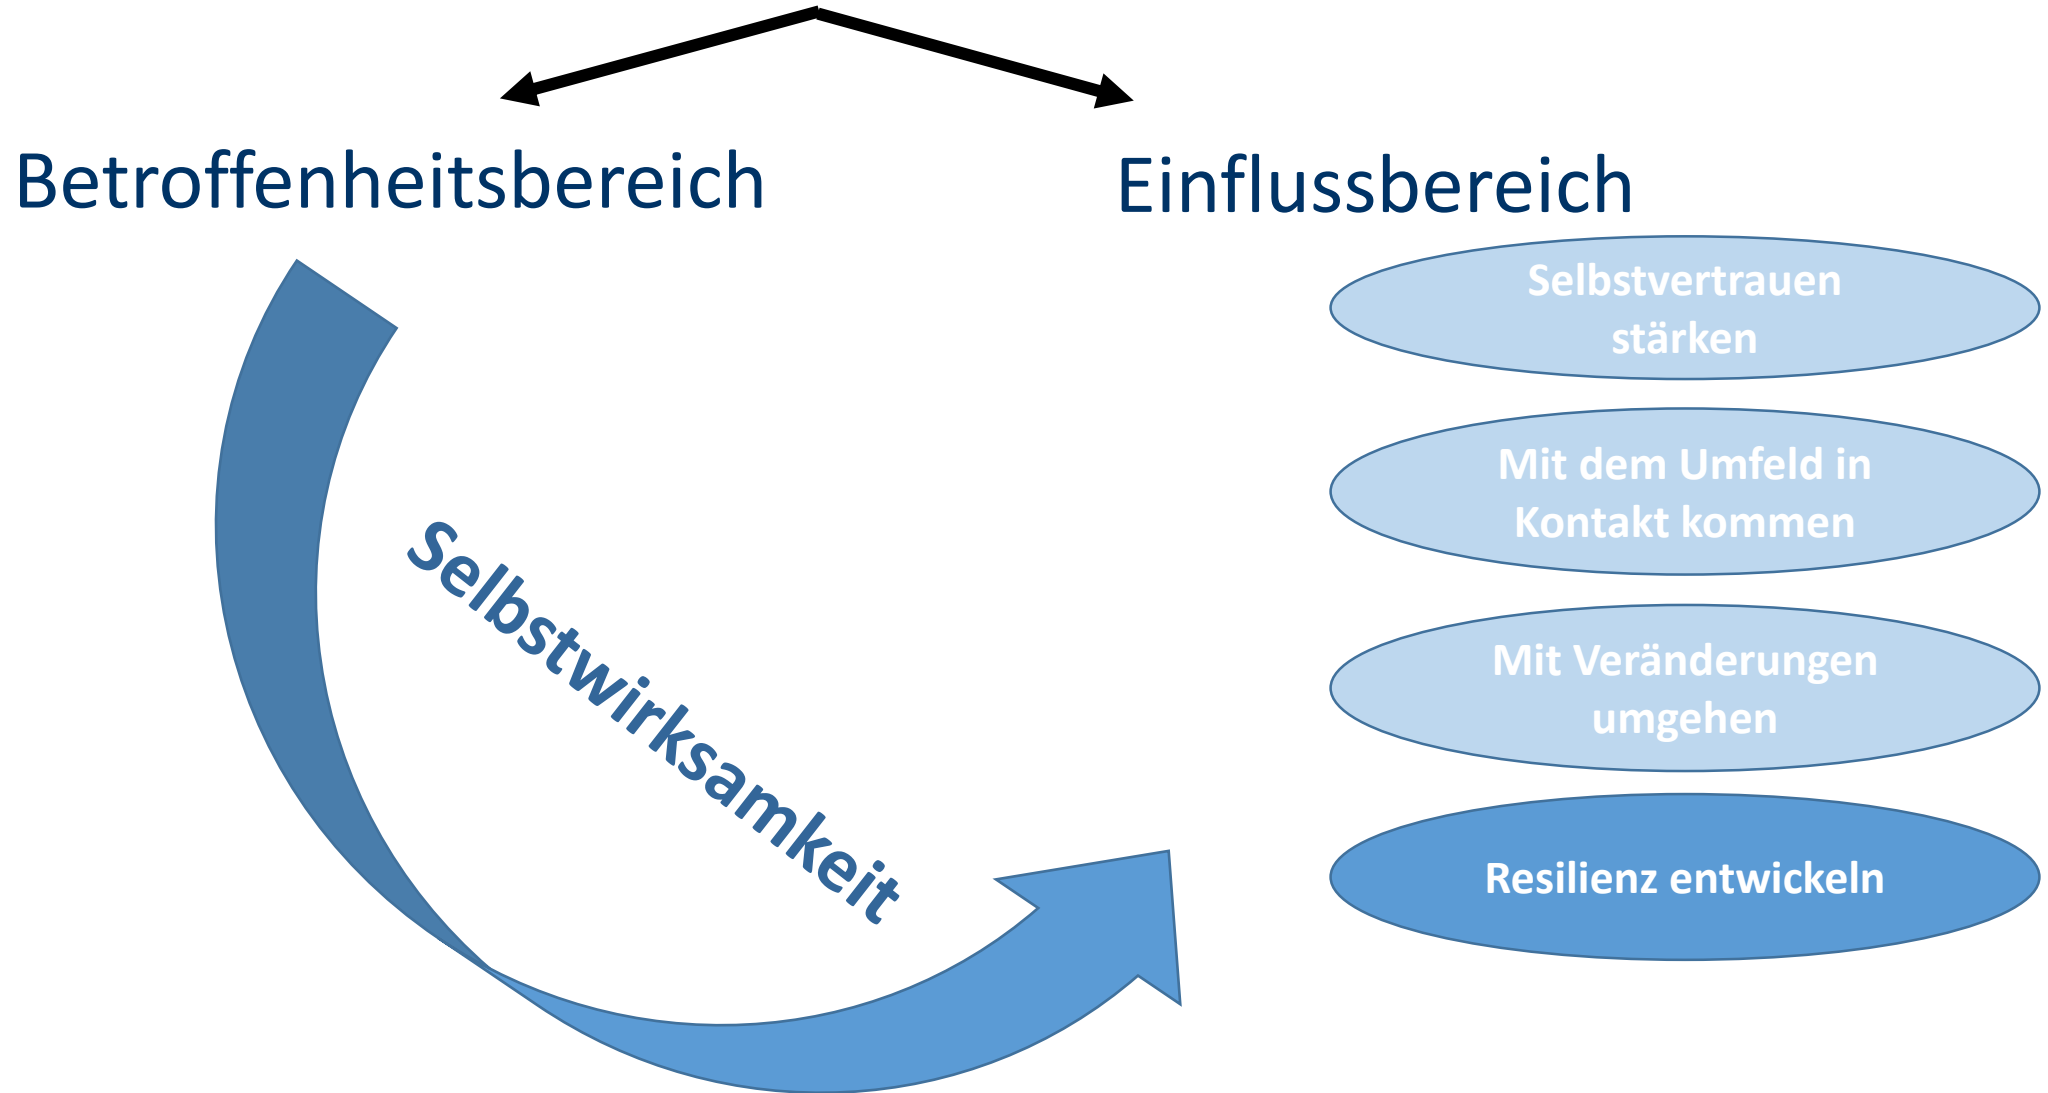 Betroffenheitsbereich
Einflussbereich
Selbstvertrauen
stärken
Mit dem Umfeld in
Kontakt kommen
Selbstwirksamkeit
Mit Veränderungen
umgehen
Resilienz entwickeln